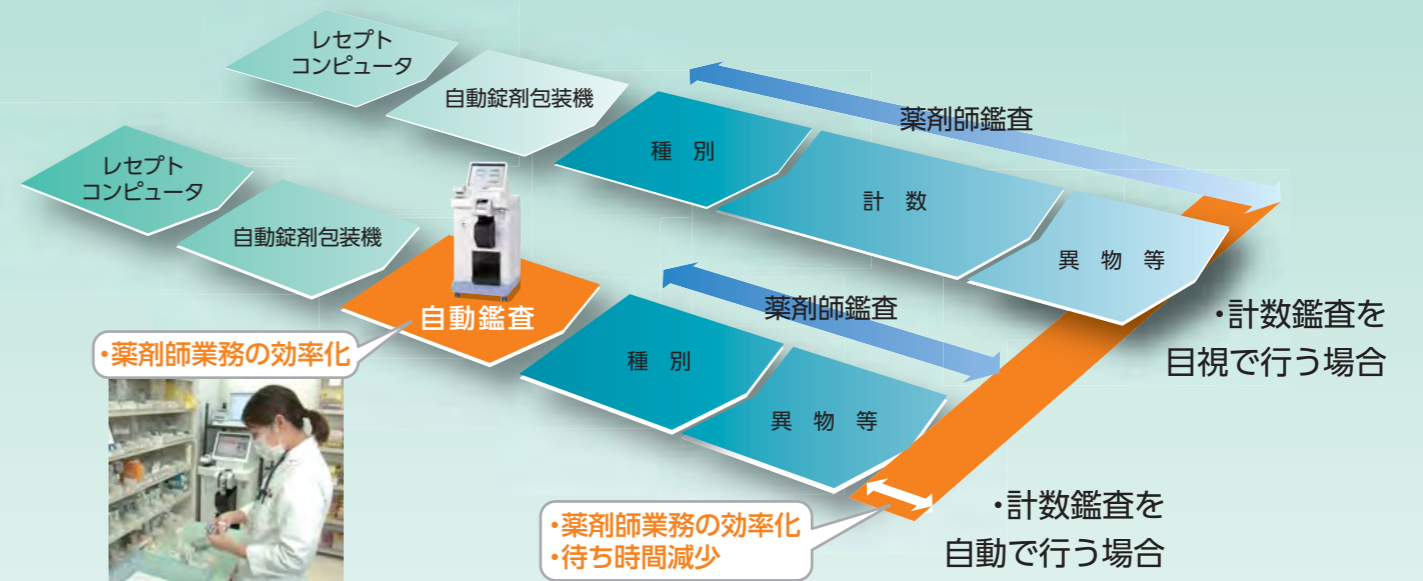 レセプト
コンピュータ
自動錠剤包装機
薬剤師鑑査
種 別
計 数
異 物 等
・計数鑑査を
目視で行う場合
レセプト
コンピュータ
自動錠剤包装機
自動鑑査
・薬剤師業務の効率化
薬剤師鑑査
種 別
異 物 等
・薬剤師業務の効率化
・待ち時間減少
・計数鑑査を
自動で行う場合